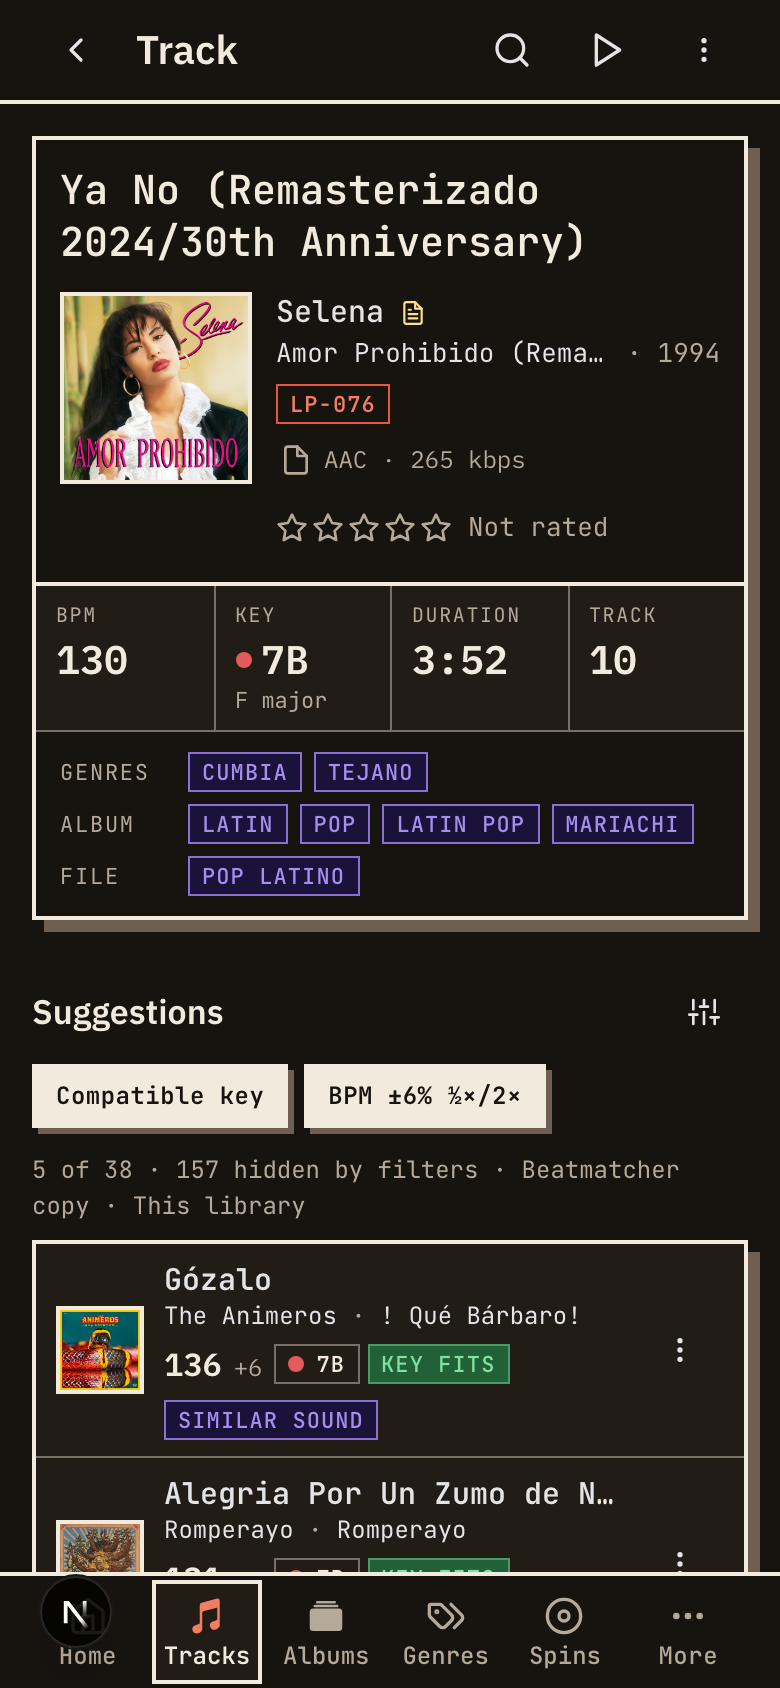 Track
Ya No (Remasterizado
2024/30th Anniversary)
Selena
Selena
Amor Prohibido (Rema… · 1994
LP-076
AMOR PROHIBIDO
AAC · 265 kbps
Not rated
BPM
KEY
DURATION
TRACK
130
7B
3:52
10
F major
GENRES CUMBIA TEJANO
ALBUM LATIN POP LATIN POP MARIACHI
FILE POP LATINO
Suggestions
Compatible key
BPM ±6% ½×/2×
5 of 38 · 157 hidden by filters · Beatmatcher
copy · This library
Gózalo
The Animeros · ! Qué Bárbaro!
ANIMEROS
136 +6 7B KEY FITS
SIMILAR SOUND
Alegria Por Un Zumo de N…
Romperayo · Romperayo
N
Home
Tracks
Albums
Genres
Spins
More